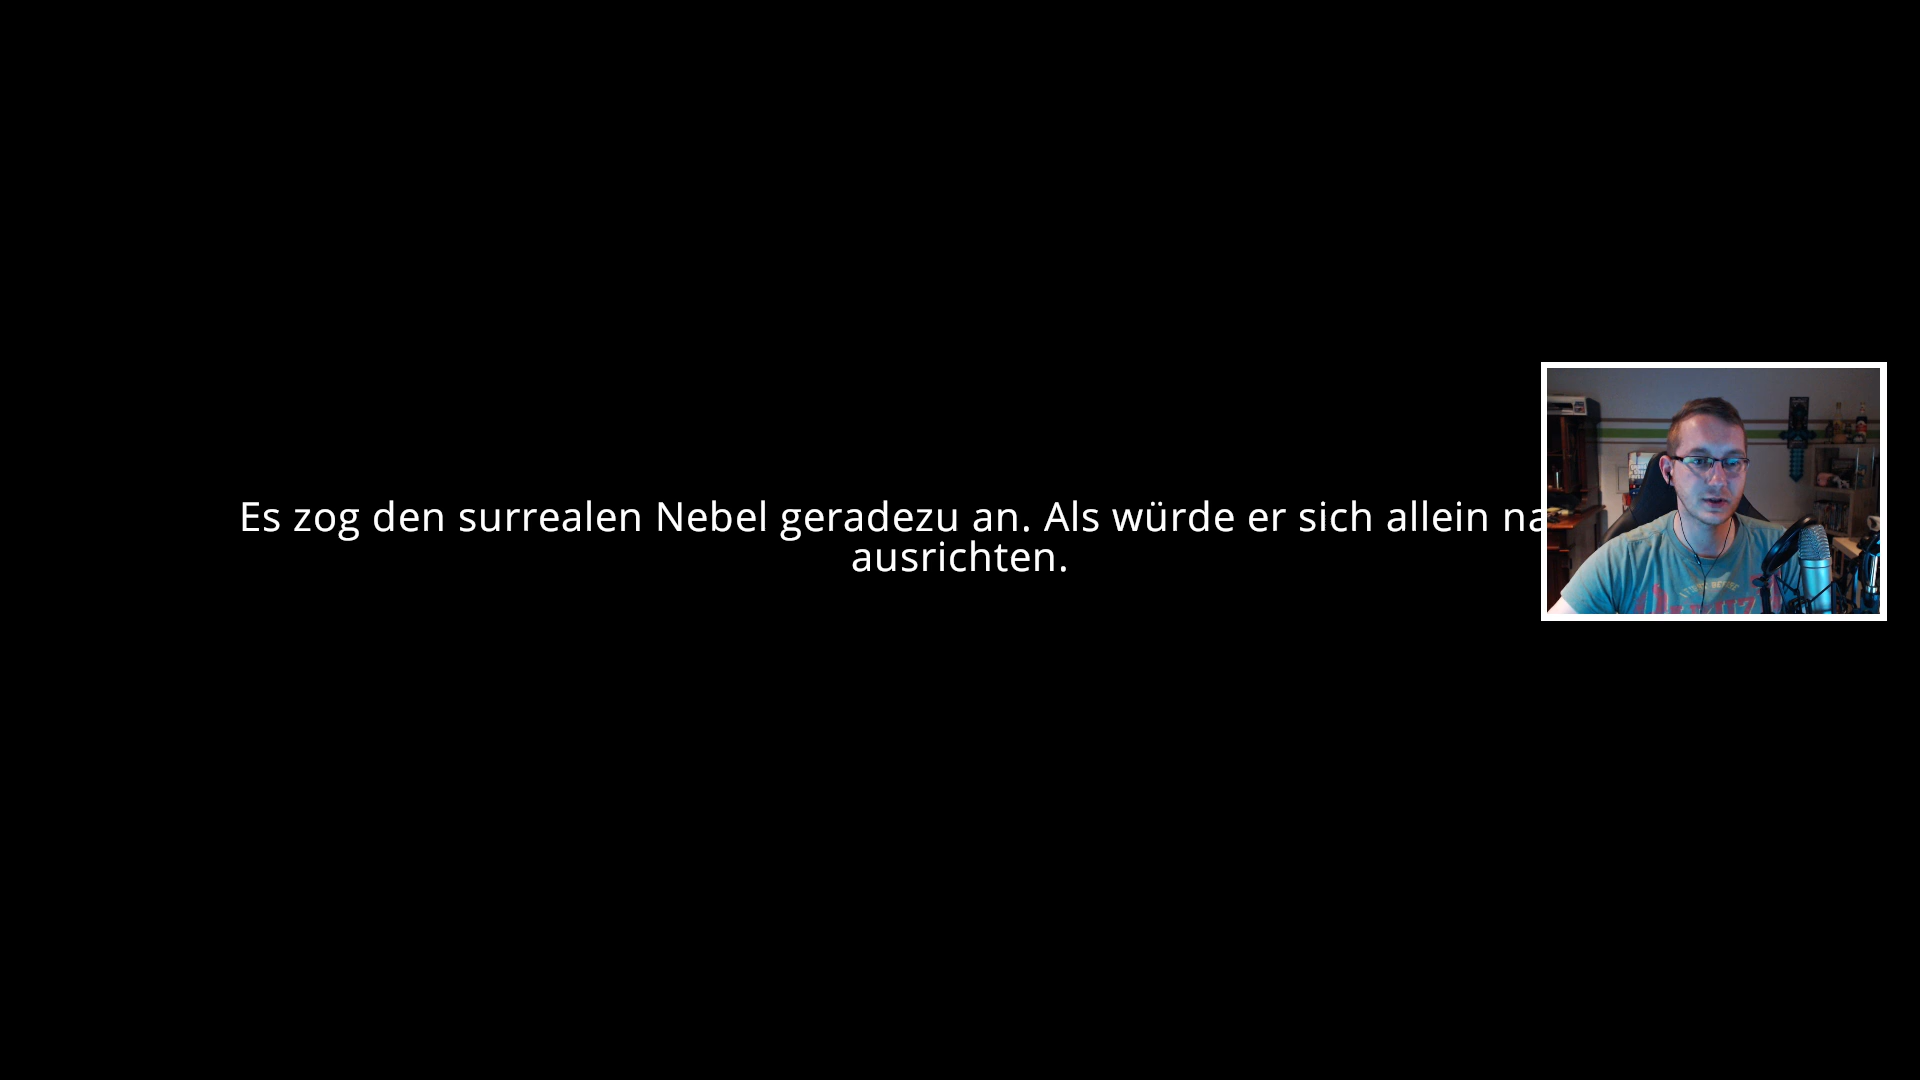 Es zog den surrealen Nebel geradezu an. Als würde er sich allein
ausrichten.